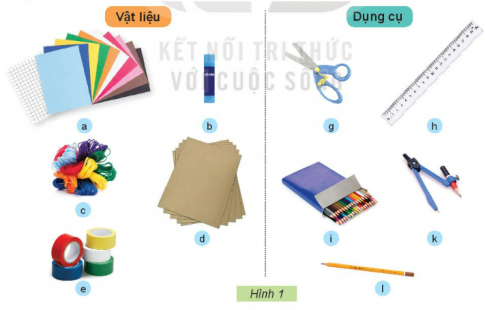 Vật liệu
Dụng cụ
KẾT NỐI TRI THỨC
VỚI CUỘC SỐNG
a
b
g
h
c
d
i
k
e
l
Hình 1